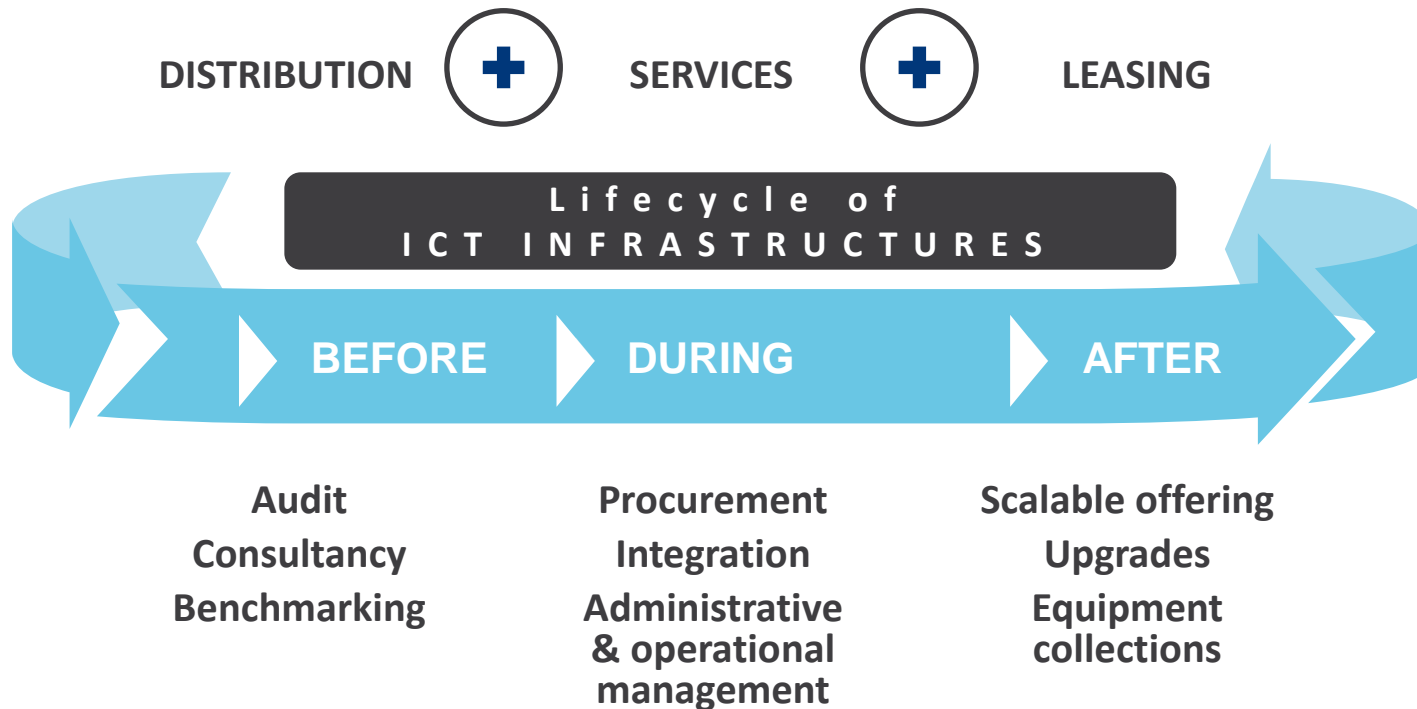 DISTRIBUTION + SERVICES + LEASING
Lifecycle of
ICT INFRASTRUCTURES
BEFORE DURING AFTER
Audit
Consultancy
Benchmarking
Procurement
Integration
Administrative
& operational
management
Scalable offering
Upgrades
Equipment
collections